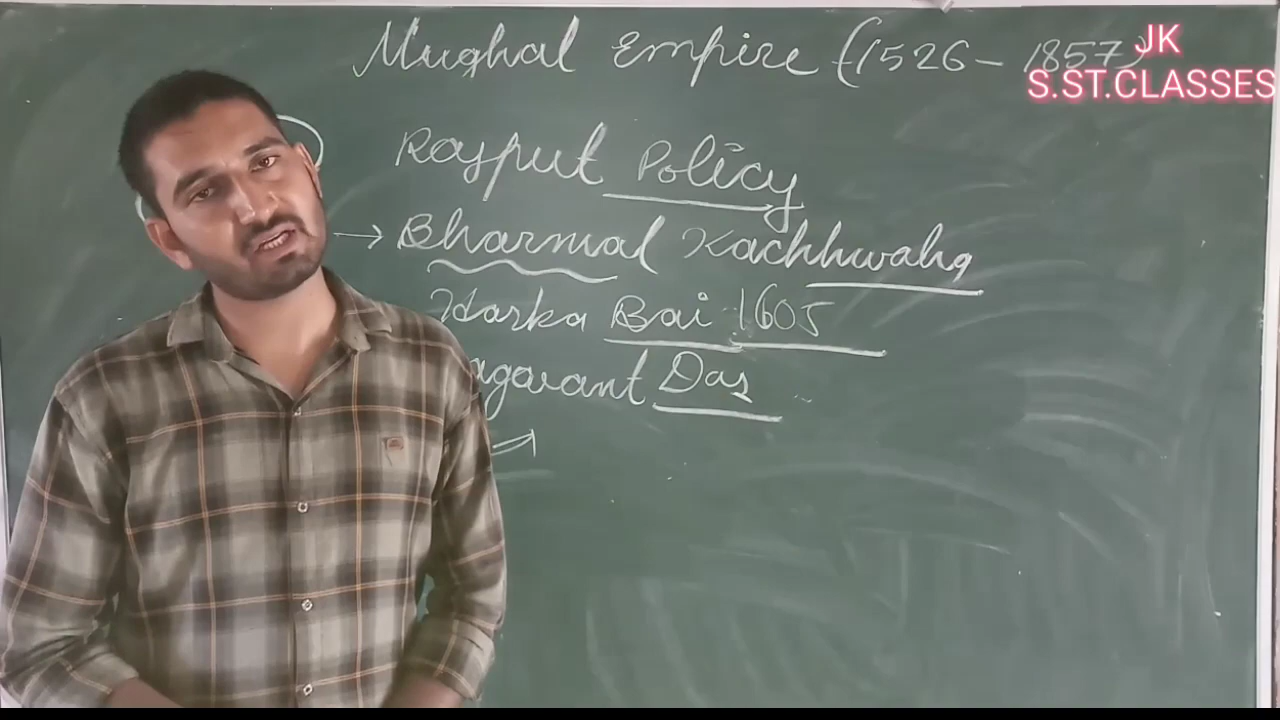 Mughal Empire (1526 - 1857)
JK
S.ST.CLASSES
Rajput Policy
→ Bharmal Kachhwaha
Harka Bai 1605
agavant Das
→